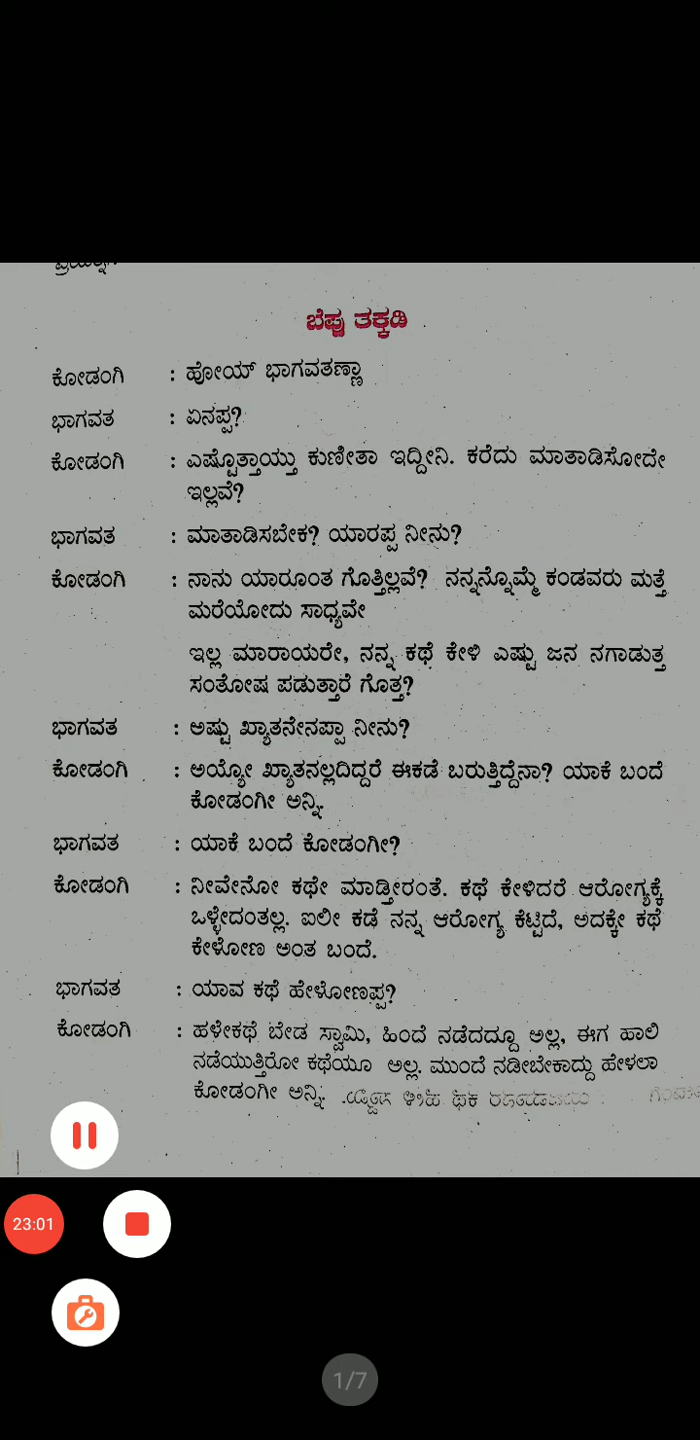 ಬೆಪ್ಪು ತಕ್ಕಡಿ
ಕೋಡಂಗಿ : ಹೋಯ್ ಭಾಗವತಣ್ಣಾ
ಭಾಗವತ : ಏನಪ್ಪ?
ಕೋಡಂಗಿ : ಎಷ್ಟೊತ್ತಾಯ್ತು ಕುಣೀತಾ ಇದ್ದೀನಿ. ಕರೆದು ಮಾತಾಡಿಸೋದೇ
ಇಲ್ಲವೆ?
ಭಾಗವತ : ಮಾತಾಡಿಸಬೇಕ? ಯಾರಪ್ಪ ನೀನು?
ಕೋಡಂಗಿ : ನಾನು ಯಾರೂಂತ ಗೊತ್ತಿಲ್ಲವೆ? ನನ್ನನ್ನೊಮ್ಮೆ ಕಂಡವರು ಮತ್ತೆ
ಮರೆಯೋದು ಸಾಧ್ಯವೇ
ಇಲ್ಲ ಮಾರಾಯರೇ, ನನ್ನ ಕಥೆ ಕೇಳಿ ಎಷ್ಟು ಜನ ನಗಾಡುತ್ತ
ಸಂತೋಷ ಪಡುತ್ತಾರೆ ಗೊತ್ತ?
ಭಾಗವತ : ಅಷ್ಟು ಖ್ಯಾತನೇನಪ್ಪಾ ನೀನು?
ಕೋಡಂಗಿ : ಅಯ್ಯೋ ಖ್ಯಾತನಲ್ಲದಿದ್ದರೆ ಈಕಡೆ ಬರುತ್ತಿದ್ದೆನಾ? ಯಾಕೆ ಬಂದೆ
ಕೋಡಂಗೀ ಅನ್ನಿ.
ಭಾಗವತ : ಯಾಕೆ ಬಂದೆ ಕೋಡಂಗೀ?
ಕೋಡಂಗಿ : ನೀವೇನೋ ಕಥೇ ಮಾಡ್ತೀರಂತೆ. ಕಥೆ ಕೇಳಿದರೆ ಆರೋಗ್ಯಕ್ಕೆ
ಒಳ್ಳೇದಂತಲ್ಲ. ಐಲೀ ಕಡೆ ನನ್ನ ಆರೋಗ್ಯ ಕೆಟ್ಟಿದೆ, ಅದಕ್ಕೇ ಕಥೆ
ಕೇಳೋಣ ಅಂತ ಬಂದೆ.
ಭಾಗವತ : ಯಾವ ಕಥೆ ಹೇಳೋಣಪ್ಪ?
ಕೋಡಂಗಿ : ಹಳೇಕಥೆ ಬೇಡ ಸ್ವಾಮಿ, ಹಿಂದೆ ನಡೆದದ್ದೂ ಅಲ್ಲ, ಈಗ ಹಾಲಿ
ನಡೆಯುತ್ತಿರೋ ಕಥೆಯೂ ಅಲ್ಲ. ಮುಂದೆ ನಡೀಬೇಕಾದ್ದು ಹೇಳಲಾ
ಕೋಡಂಗೀ ಅನ್ನಿ.
23:01
1/7